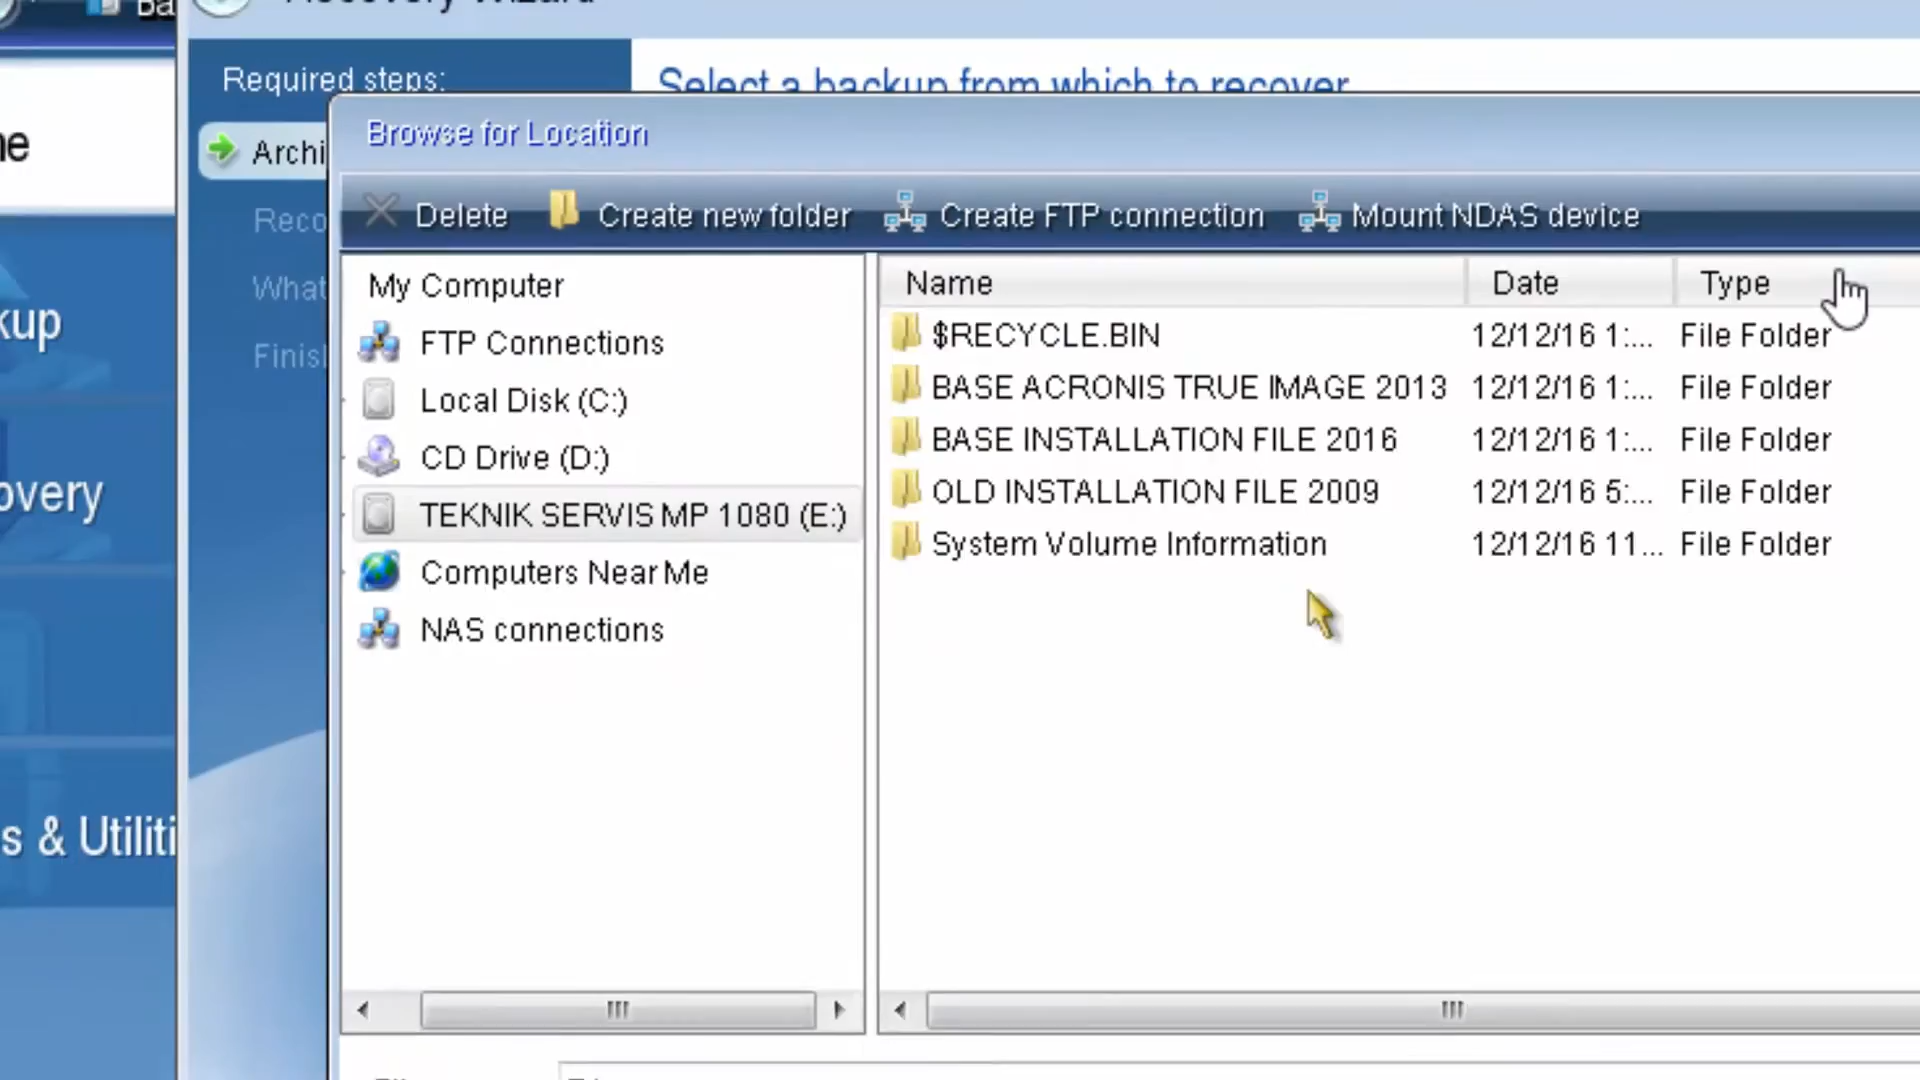 Ba
Recovery Wizard
Required steps:
Select a backup from which to recover
ne
Browse for Location
Archi
Delete
Create new folder
Create FTP connection
Mount NDAS device
Reco
What
Finis
kup
overy
s & Utiliti
My Computer
FTP Connections
Local Disk (C:)
CD Drive (D:)
TEKNIK SERVIS MP 1080 (E:)
Computers Near Me
NAS connections
Name Date Type
$RECYCLE.BIN 12/12/16 1:... File Folder
BASE ACRONIS TRUE IMAGE 2013 12/12/16 1:... File Folder
BASE INSTALLATION FILE 2016 12/12/16 1:... File Folder
OLD INSTALLATION FILE 2009 12/12/16 5:... File Folder
System Volume Information 12/12/16 11... File Folder